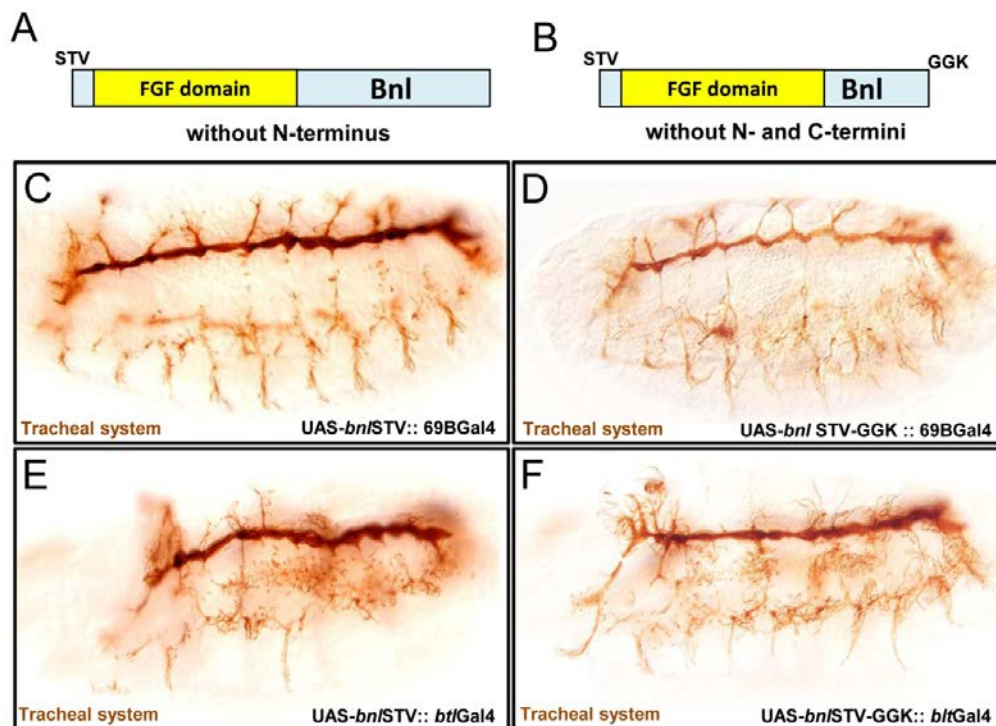 A
STV
FGF domain
Bnl
without N-terminus
B
STV
GGK
FGF domain
Bnl
without N- and C-termini
C
Tracheal system
UAS-bnlSTV:: 69BGal4
D
Tracheal system
UAS-bnl STV-GGK :: 69BGal4
E
Tracheal system
UAS-bnlSTV:: btlGal4
F
Tracheal system
UAS-bnlSTV-GGK:: bltGal4